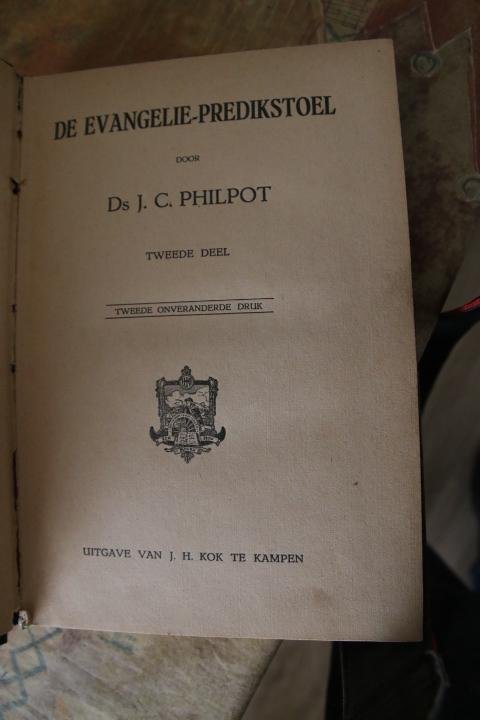 DE EVANGELIE-PREDIKSTOEL
DOOR
Ds J. C. PHILPOT
TWEEDE DEEL
TWEEDE ONVERANDERDE DRUK
UITGAVE VAN J. H. KOK TE KAMPEN